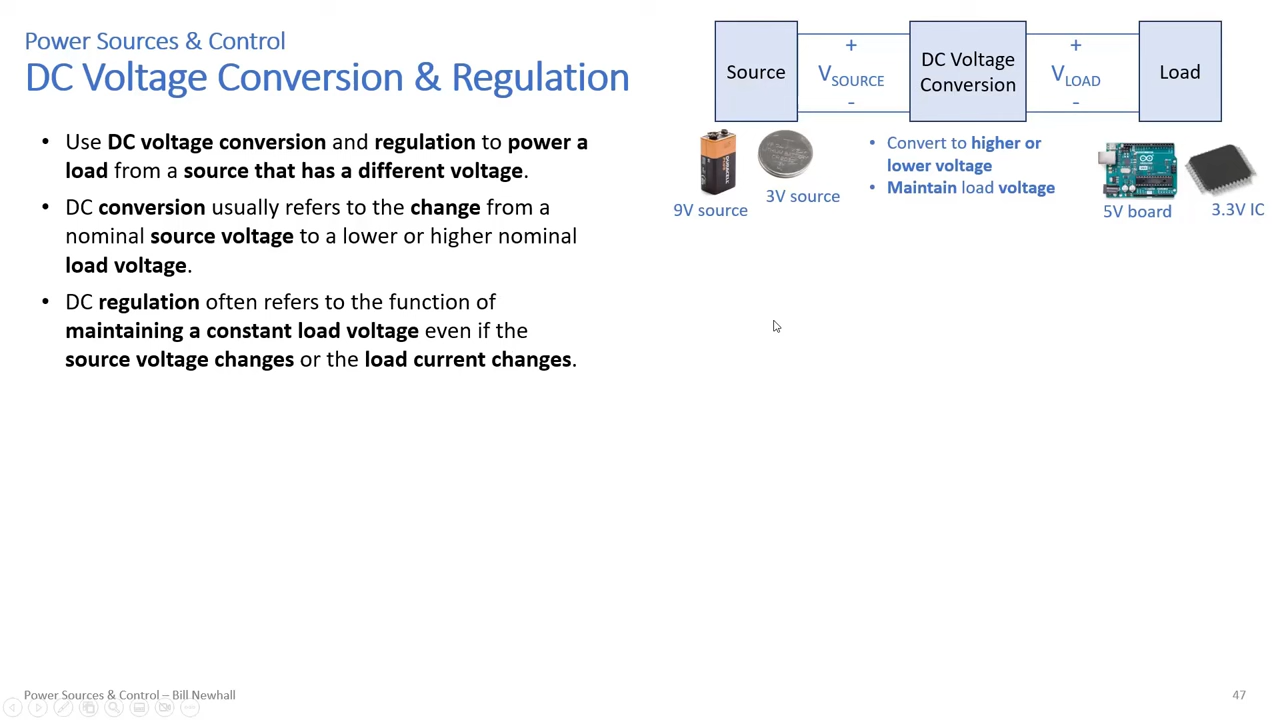 Power Sources & Control
DC Voltage Conversion & Regulation
• Use DC voltage conversion and regulation to power a
load from a source that has a different voltage.
• DC conversion usually refers to the change from a
nominal source voltage to a lower or higher nominal
load voltage.
• DC regulation often refers to the function of
maintaining a constant load voltage even if the
source voltage changes or the load current changes.
Source
+
VSOURCE
-
DC Voltage
Conversion
+
VLOAD
-
Load
9V source
3V source
• Convert to higher or
lower voltage
• Maintain load voltage
5V board
3.3V IC
Power Sources & Control – Bill Newhall
47